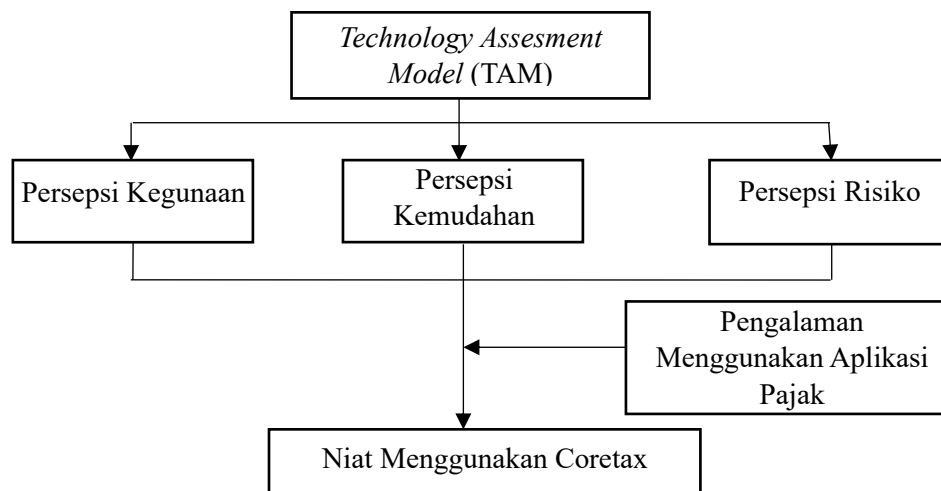 Technology Assesment
Model (TAM)
Persepsi Kegunaan
Persepsi
Kemudahan
Persepsi Risiko
Pengalaman
Menggunakan Aplikasi
Pajak
Niat Menggunakan Coretax